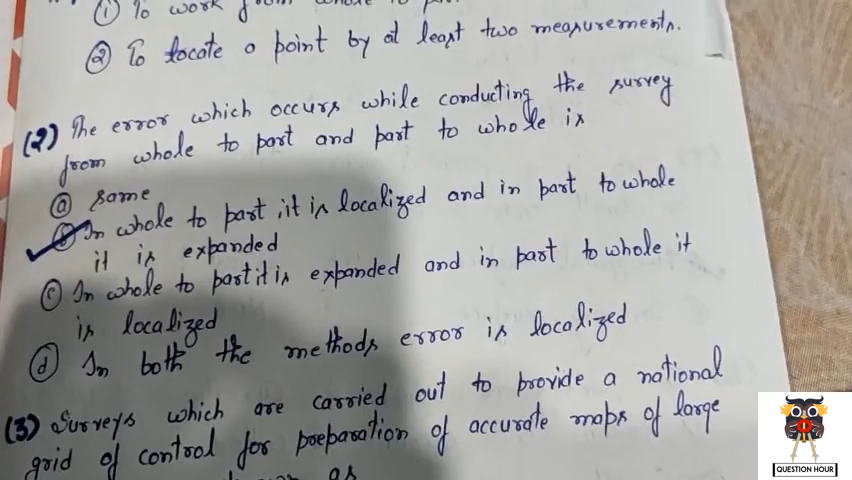 ① To work from whole to part.
② To locate a point by at least two measurements.
(2) The error which occurs while conducting the survey
from whole to part and part to whole is
ⓐ same
ⓑ In whole to part, it is localized and in part to whole
it is expanded
ⓒ In whole to part it is expanded and in part to whole it
is localized
ⓓ In both the methods error is localized
(3) Surveys which are carried out to provide a national
grid of control for preparation of accurate maps of large
as
QUESTION HOUR